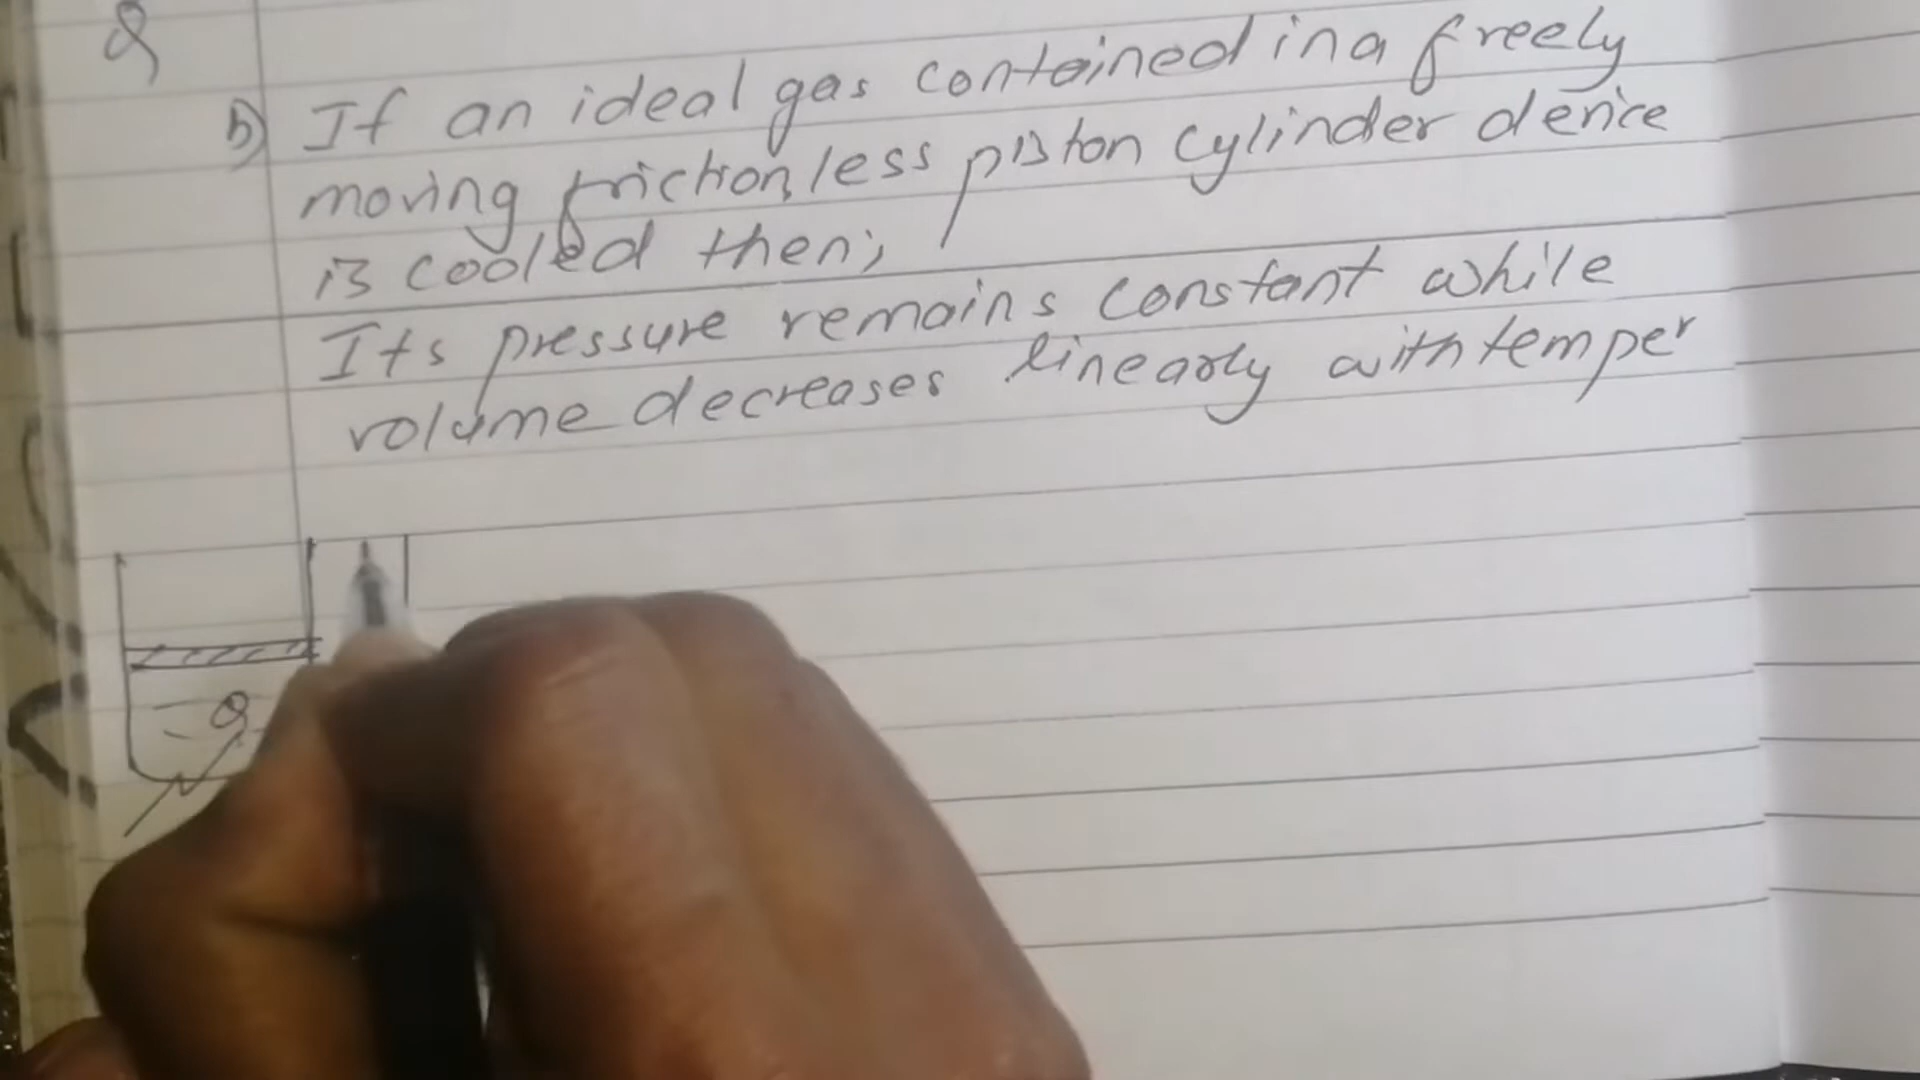 Q
b) If an ideal gas contained in a freely
moving frictionless piston cylinder device
is cooled then;
Its pressure remains constant while
volume decreases linearly with temper
Q